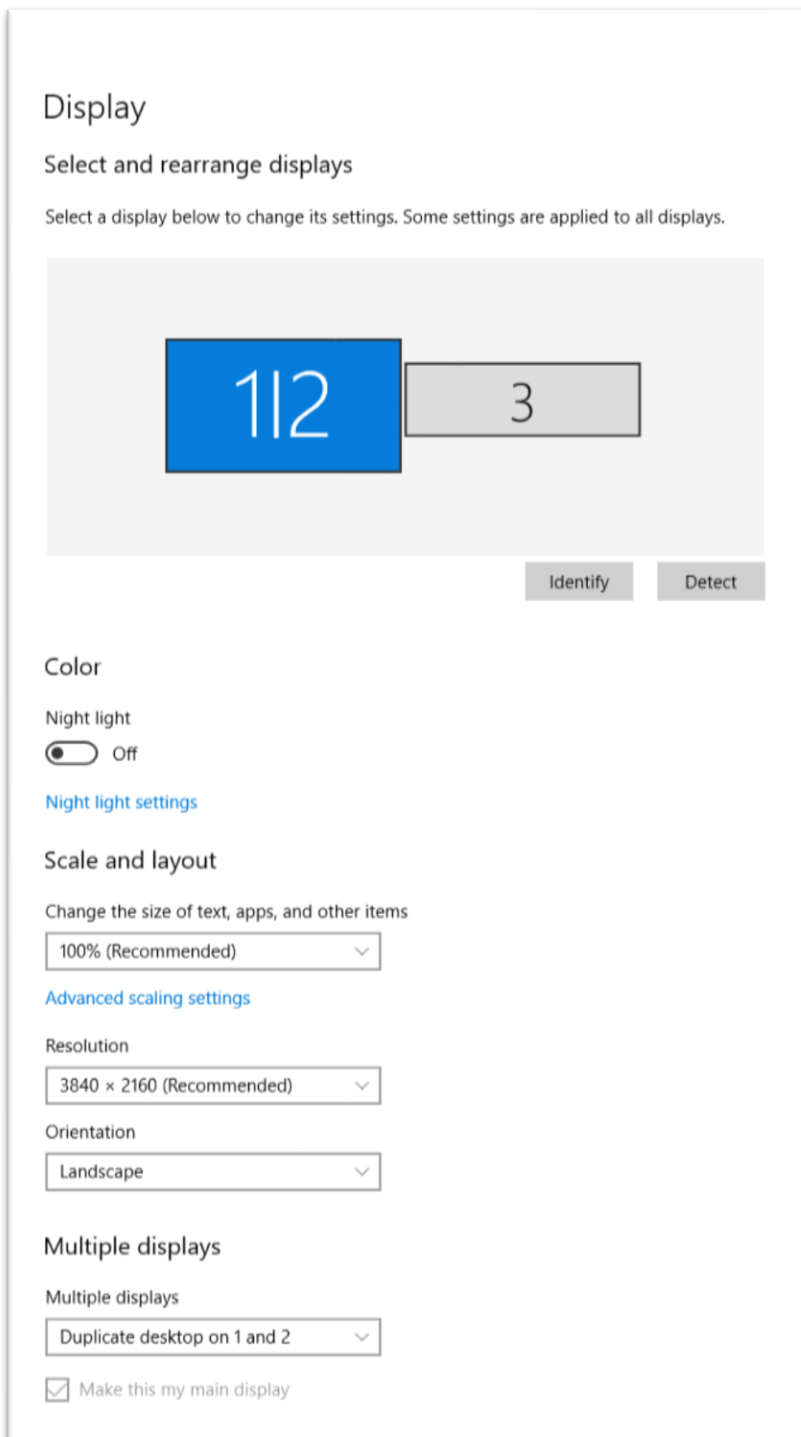 Display
Select and rearrange displays
Select a display below to change its settings. Some settings are applied to all displays.
1|2
3
Identify
Detect
Color
Night light
Off
Night light settings
Scale and layout
Change the size of text, apps, and other items
100% (Recommended)
Advanced scaling settings
Resolution
3840 × 2160 (Recommended)
Orientation
Landscape
Multiple displays
Multiple displays
Duplicate desktop on 1 and 2
Make this my main display